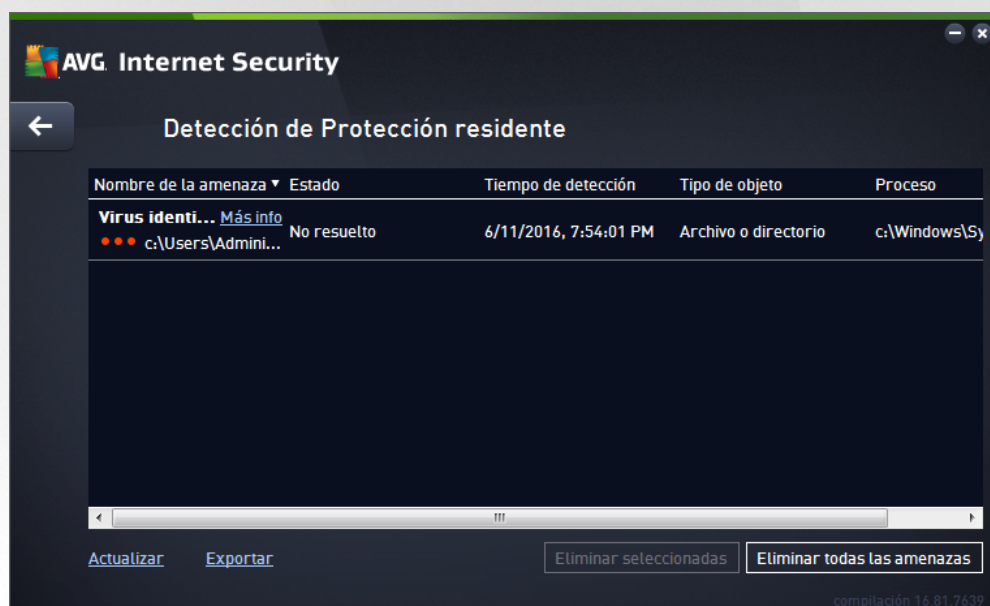 AVG. Internet Security
Detección de Protección residente
Nombre de la amenaza Estado Tiempo de detección Tipo de objeto Proceso
Virus identi... Más info
c:\Users\Admini...
No resuelto 6/11/2016, 7:54:01 PM Archivo o directorio c:\Windows\Sy
Actualizar Exportar Eliminar seleccionadas Eliminar todas las amenazas
compilación 16.81.7639